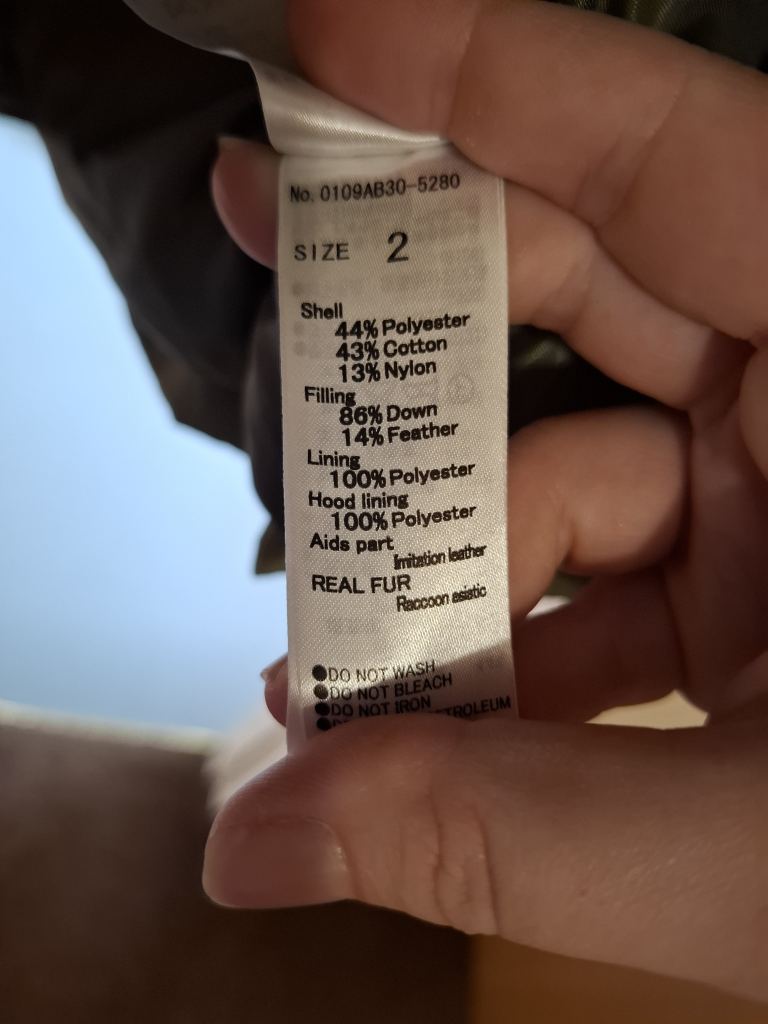 No. 0109AB30-5280
SIZE 2
Shell
44% Polyester
43% Cotton
13% Nylon
Filling
86% Down
14% Feather
Lining
100% Polyester
Hood lining
100% Polyester
Aids part
Imitation leather
REAL FUR
Raccoon asiatic
●DO NOT WASH
●DO NOT BLEACH
●DO NOT IRON